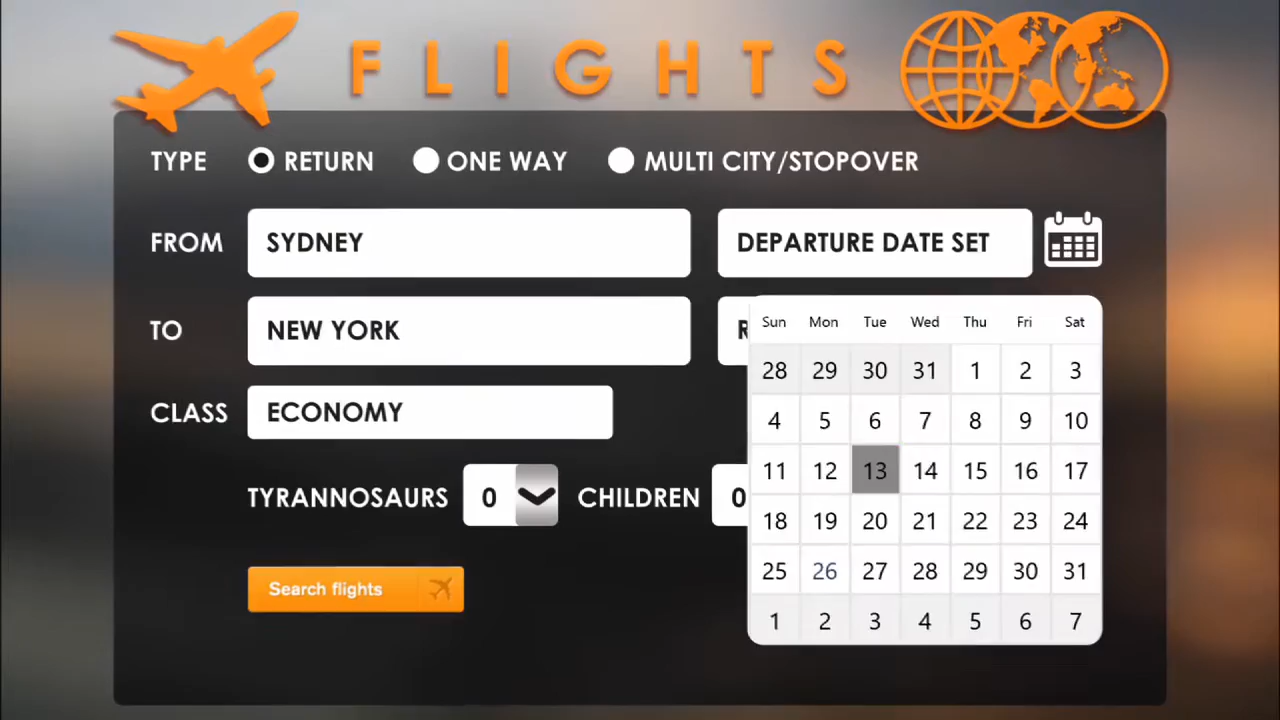 FLIGHTS
TYPE RETURN ONE WAY MULTI CITY/STOPOVER
FROM SYDNEY DEPARTURE DATE SET
TO NEW YORK R
Sun Mon Tue Wed Thu Fri Sat
28 29 30 31 1 2 3
CLASS ECONOMY
4 5 6 7 8 9 10
11 12 13 14 15 16 17
TYRANNOSAURS 0 CHILDREN 0
18 19 20 21 22 23 24
25 26 27 28 29 30 31
Search flights
1 2 3 4 5 6 7